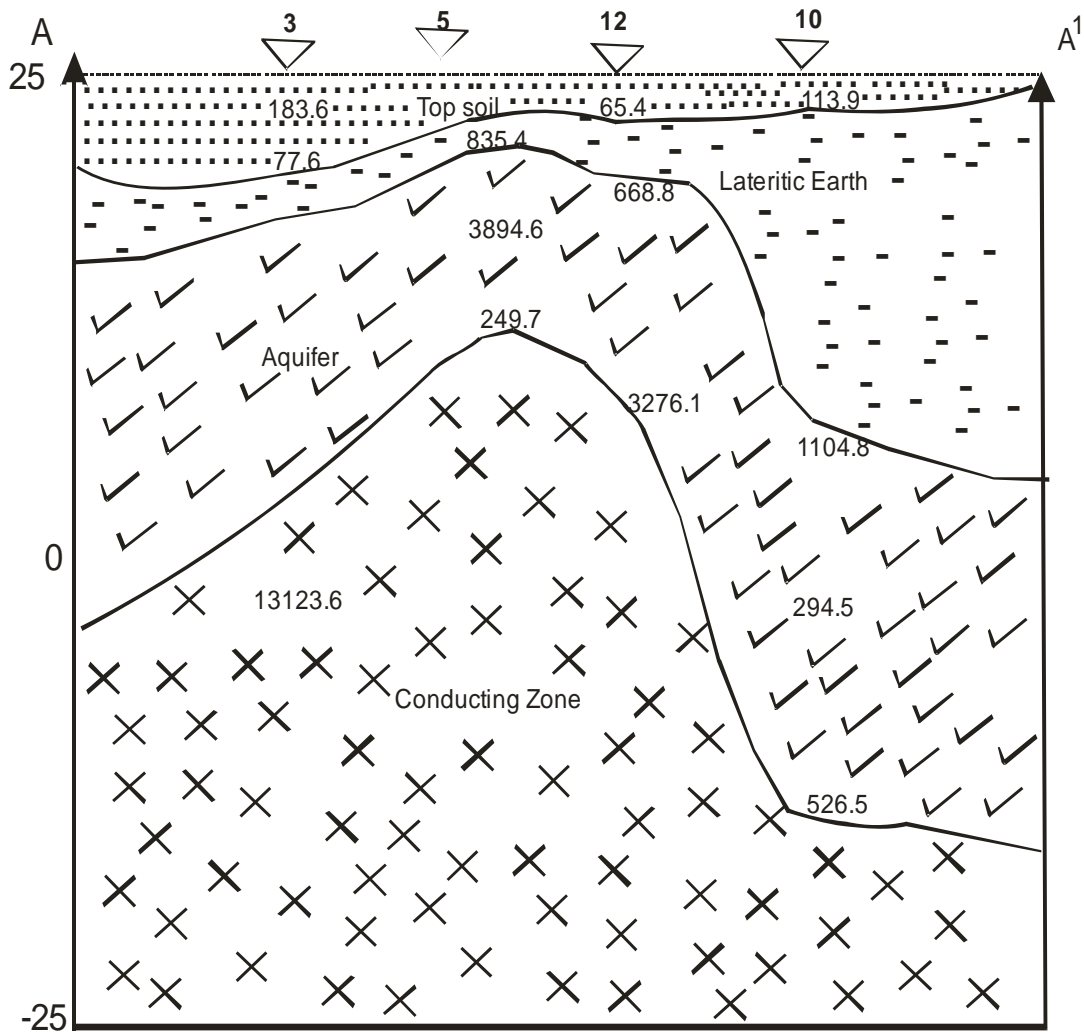 3 5 12 10
A A1
25
183.6 Top soil 65.4 113.9
835.4
77.6
Lateritic Earth
668.8
3894.6
249.7
Aquifer
3276.1
1104.8
0
13123.6 294.5
Conducting Zone
526.5
-25